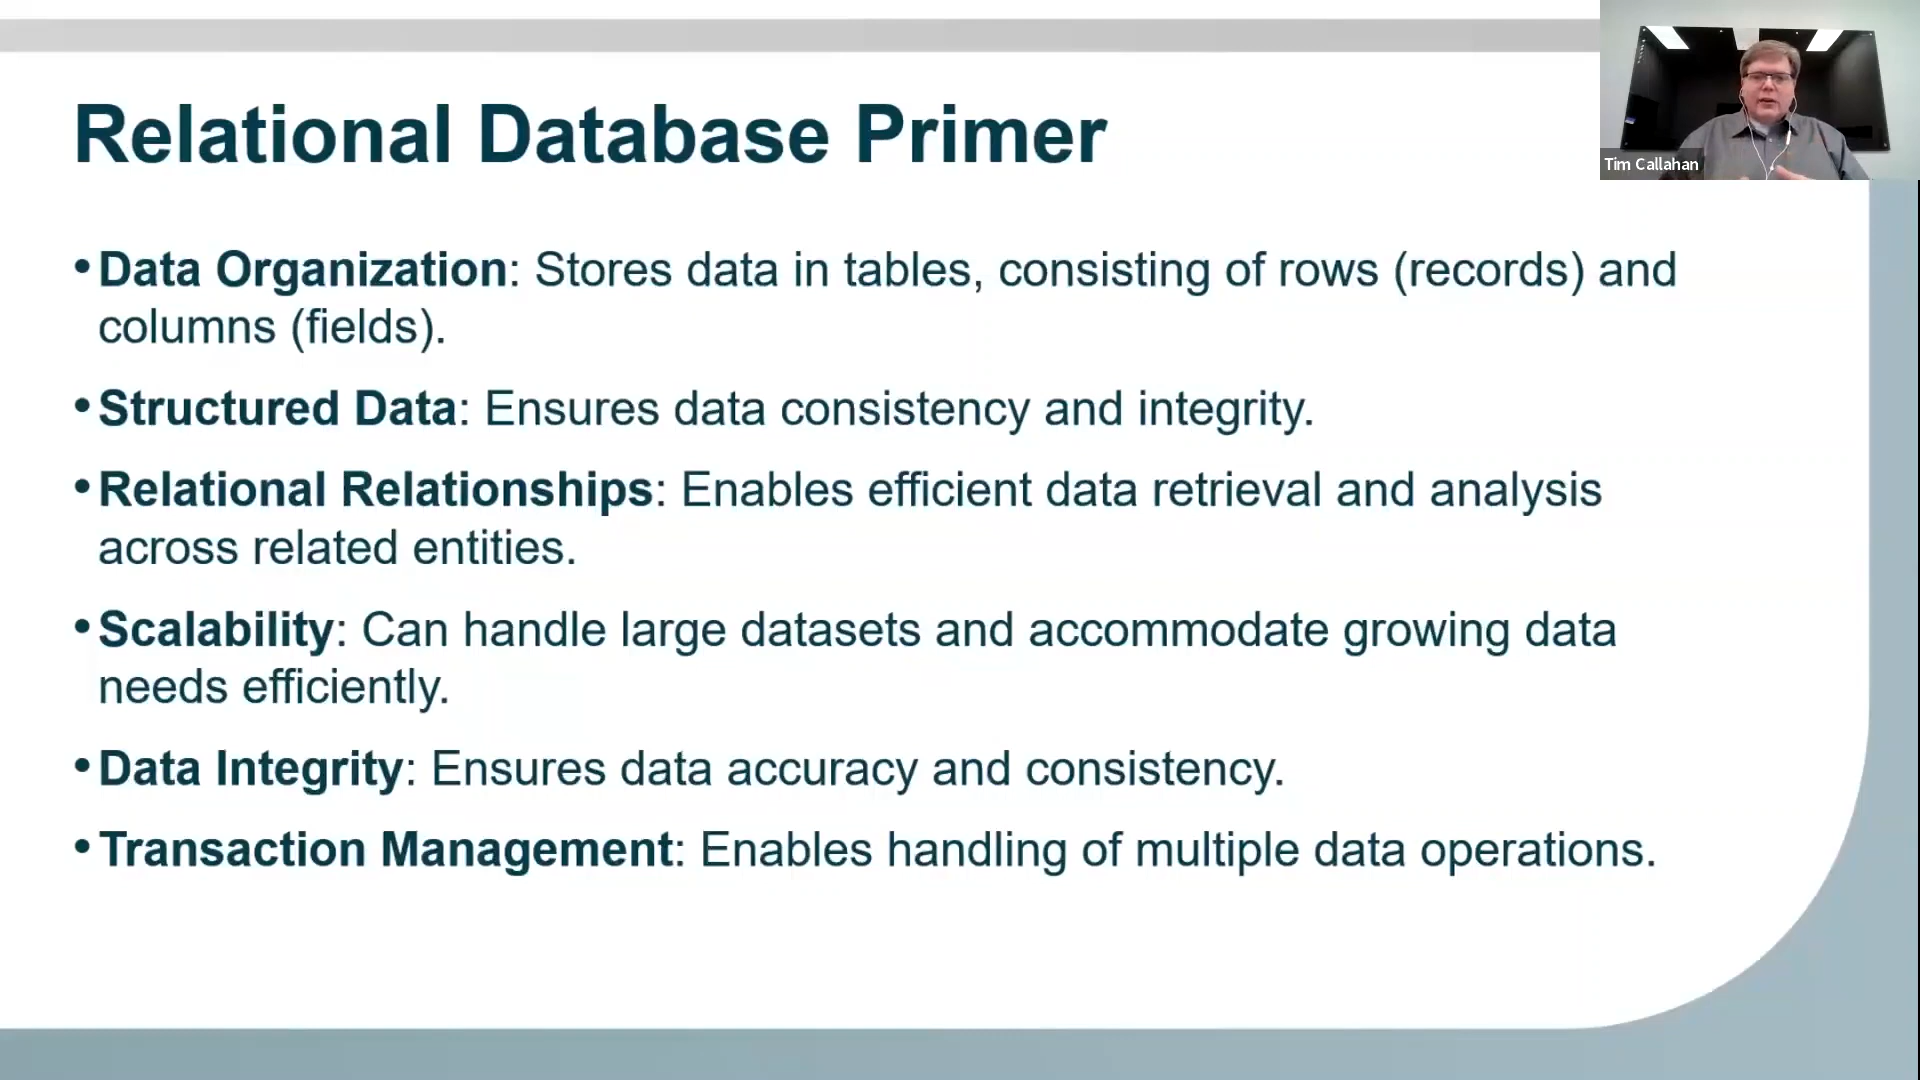 Relational Database Primer
Tim Callahan
•Data Organization: Stores data in tables, consisting of rows (records) and
columns (fields).
•Structured Data: Ensures data consistency and integrity.
•Relational Relationships: Enables efficient data retrieval and analysis
across related entities.
•Scalability: Can handle large datasets and accommodate growing data
needs efficiently.
•Data Integrity: Ensures data accuracy and consistency.
•Transaction Management: Enables handling of multiple data operations.